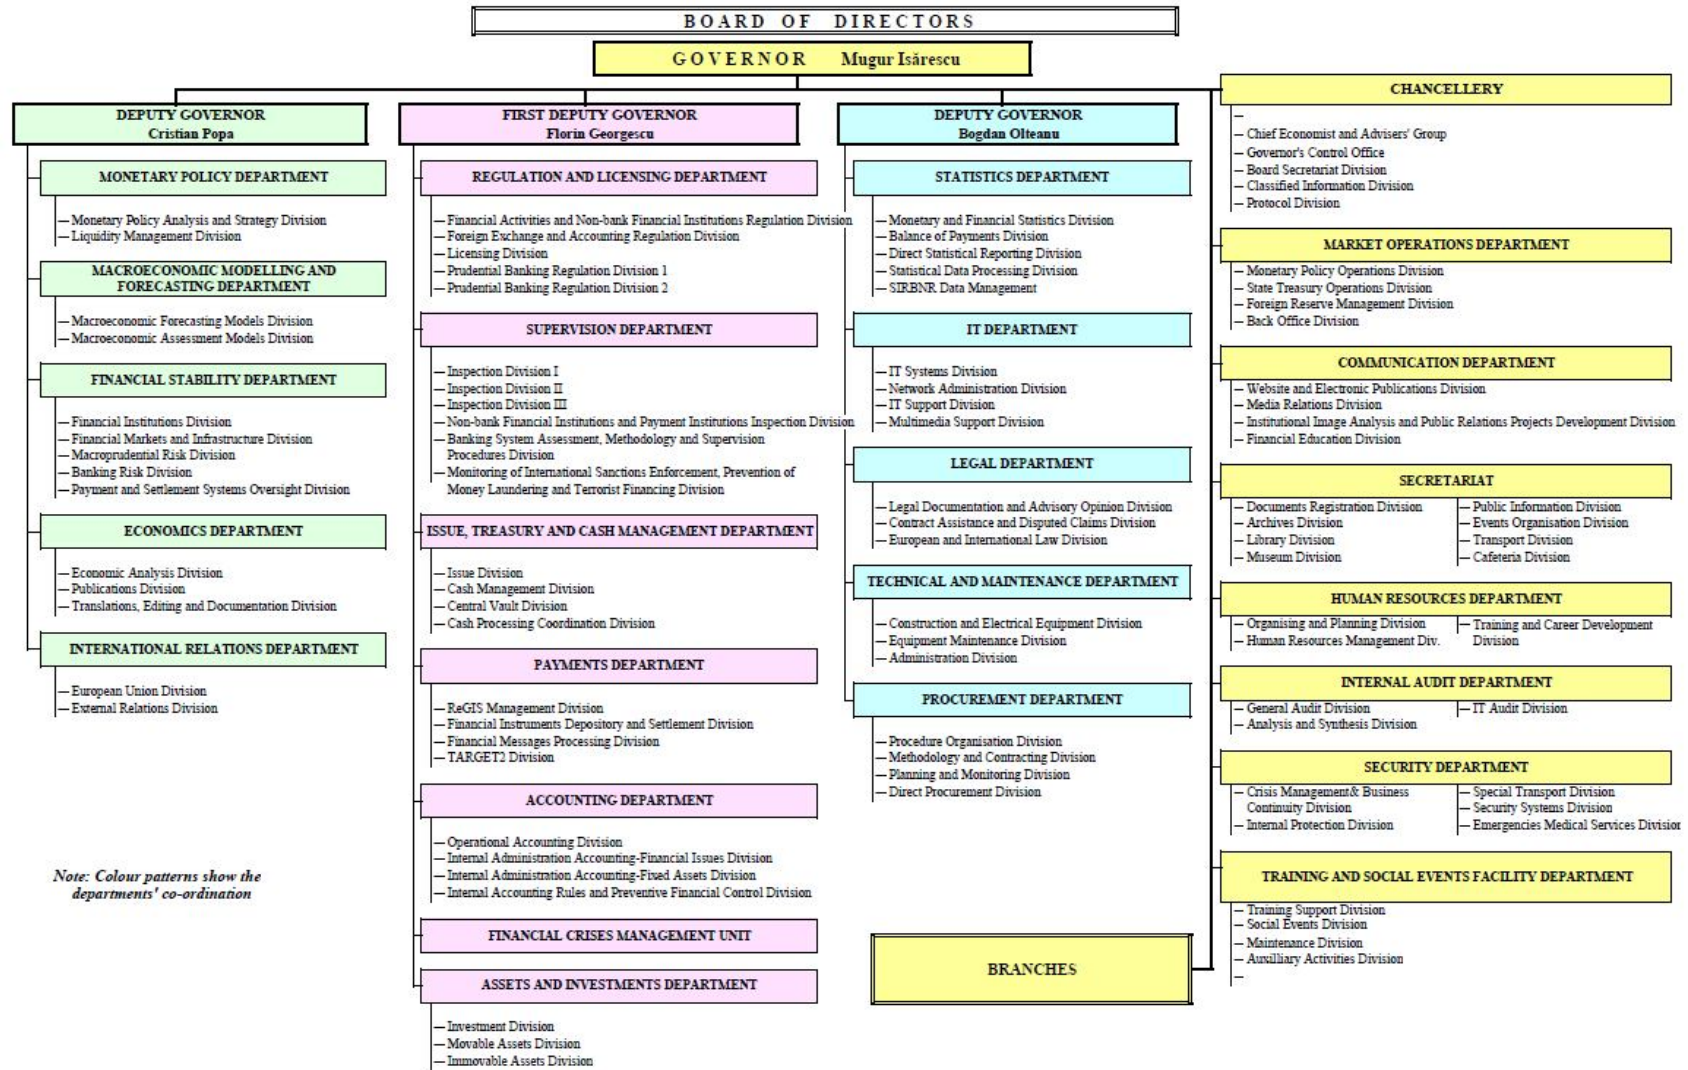 BOARD OF DIRECTORS
GOVERNOR Mugur Isărescu
DEPUTY GOVERNOR
Cristian Popa
MONETARY POLICY DEPARTMENT
Monetary Policy Analysis and Strategy Division
Liquidity Management Division
MACROECONOMIC MODELLING AND
FORECASTING DEPARTMENT
Macroeconomic Forecasting Models Division
Macroeconomic Assessment Models Division
FINANCIAL STABILITY DEPARTMENT
Financial Institutions Division
Financial Markets and Infrastructure Division
Macroprudential Risk Division
Banking Risk Division
Payment and Settlement Systems Oversight Division
ECONOMICS DEPARTMENT
Economic Analysis Division
Publications Division
Translations, Editing and Documentation Division
INTERNATIONAL RELATIONS DEPARTMENT
European Union Division
External Relations Division
Note: Colour patterns show the
departments' co-ordination
FIRST DEPUTY GOVERNOR
Florin Georgescu
REGULATION AND LICENSING DEPARTMENT
Financial Activities and Non-bank Financial Institutions Regulation Division
Foreign Exchange and Accounting Regulation Division
Licensing Division
Prudential Banking Regulation Division 1
Prudential Banking Regulation Division 2
SUPERVISION DEPARTMENT
Inspection Division I
Inspection Division II
Inspection Division III
Non-bank Financial Institutions and Payment Institutions Inspection Division
Banking System Assessment, Methodology and Supervision
Procedures Division
Monitoring of International Sanctions Enforcement, Prevention of
Money Laundering and Terrorist Financing Division
ISSUE, TREASURY AND CASH MANAGEMENT DEPARTMENT
Issue Division
Cash Management Division
Central Vault Division
Cash Processing Coordination Division
PAYMENTS DEPARTMENT
ReGIS Management Division
Financial Instruments Depository and Settlement Division
Financial Messages Processing Division
TARGET2 Division
ACCOUNTING DEPARTMENT
Operational Accounting Division
Internal Administration Accounting-Financial Issues Division
Internal Administration Accounting-Fixed Assets Division
Internal Accounting Rules and Preventive Financial Control Division
FINANCIAL CRISES MANAGEMENT UNIT
ASSETS AND INVESTMENTS DEPARTMENT
Investment Division
Movable Assets Division
Immovable Assets Division
DEPUTY GOVERNOR
Bogdan Olteanu
STATISTICS DEPARTMENT
Monetary and Financial Statistics Division
Balance of Payments Division
Direct Statistical Reporting Division
Statistical Data Processing Division
SIRBNR Data Management
IT DEPARTMENT
IT Systems Division
Network Administration Division
IT Support Division
Multimedia Support Division
LEGAL DEPARTMENT
Legal Documentation and Advisory Opinion Division
Contract Assistance and Disputed Claims Division
European and International Law Division
TECHNICAL AND MAINTENANCE DEPARTMENT
Construction and Electrical Equipment Division
Equipment Maintenance Division
Administration Division
PROCUREMENT DEPARTMENT
Procedure Organisation Division
Methodology and Contracting Division
Planning and Monitoring Division
Direct Procurement Division
BRANCHES
CHANCELLERY
Chief Economist and Advisers' Group
Governor's Control Office
Board Secretariat Division
Classified Information Division
Protocol Division
MARKET OPERATIONS DEPARTMENT
Monetary Policy Operations Division
State Treasury Operations Division
Foreign Reserve Management Division
Back Office Division
COMMUNICATION DEPARTMENT
Website and Electronic Publications Division
Media Relations Division
Institutional Image Analysis and Public Relations Projects Development Division
Financial Education Division
SECRETARIAT
Documents Registration Division
Archives Division
Library Division
Museum Division
Public Information Division
Events Organisation Division
Transport Division
Cafeteria Division
HUMAN RESOURCES DEPARTMENT
Organising and Planning Division
Human Resources Management Div.
Training and Career Development
Division
INTERNAL AUDIT DEPARTMENT
General Audit Division
Analysis and Synthesis Division
IT Audit Division
SECURITY DEPARTMENT
Crisis Management& Business
Continuity Division
Internal Protection Division
Special Transport Division
Security Systems Division
Emergencies Medical Services Division
TRAINING AND SOCIAL EVENTS FACILITY DEPARTMENT
Training Support Division
Social Events Division
Maintenance Division
Auxilliary Activities Division